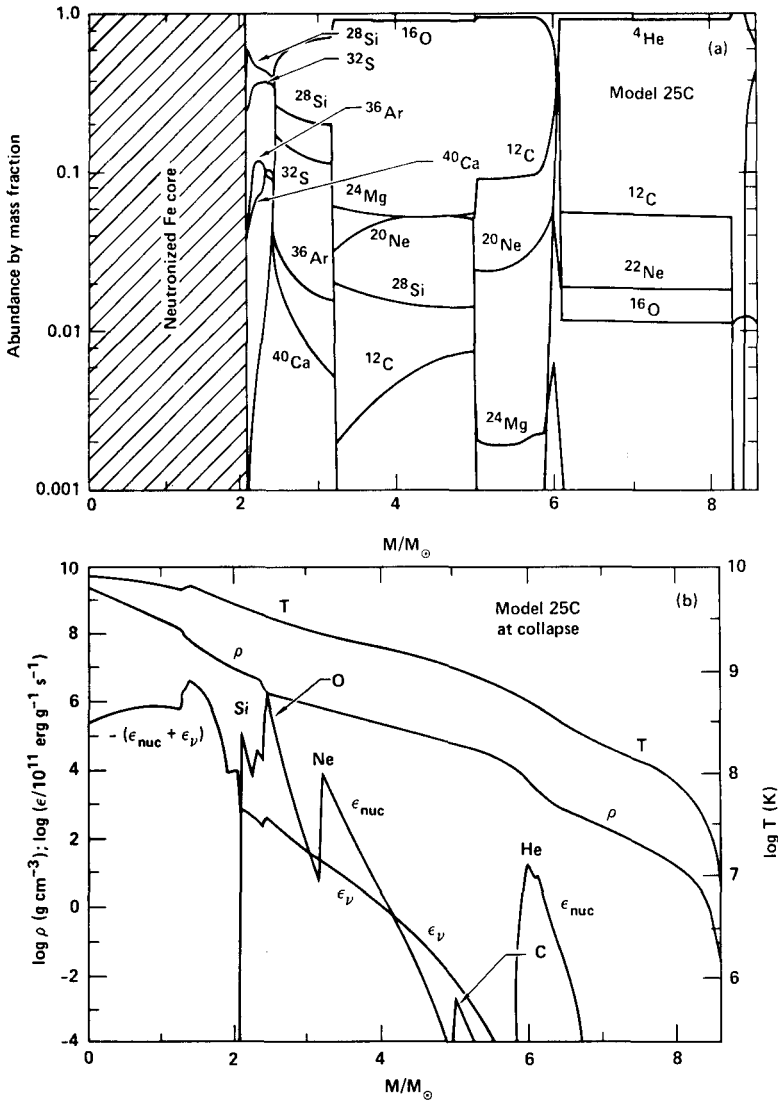 1.0
0.1
0.01
0.001
Abundance by mass fraction
Neutronized Fe core
²⁸Si
¹⁶O
³²S
²⁸Si
³⁶Ar
⁴⁰Ca
³²S
²⁴Mg
²⁰Ne
³⁶Ar
²⁸Si
⁴⁰Ca
¹²C
¹²C
²⁰Ne
²⁴Mg
⁴He
(a)
Model 25C
¹²C
²²Ne
¹⁶O
0 2 4 6 8
M/M☉
10
8
6
4
2
0
-2
-4
log ρ (g cm⁻³); log (ε/10¹¹ erg g⁻¹ s⁻¹)
T
Model 25C
at collapse
(b)
ρ
O
Si
- (εnuc + εν)
Ne
εnuc
T
ρ
He
εν
εν
εnuc
C
10
9
8
7
6
log T (K)
0 2 4 6 8
M/M☉